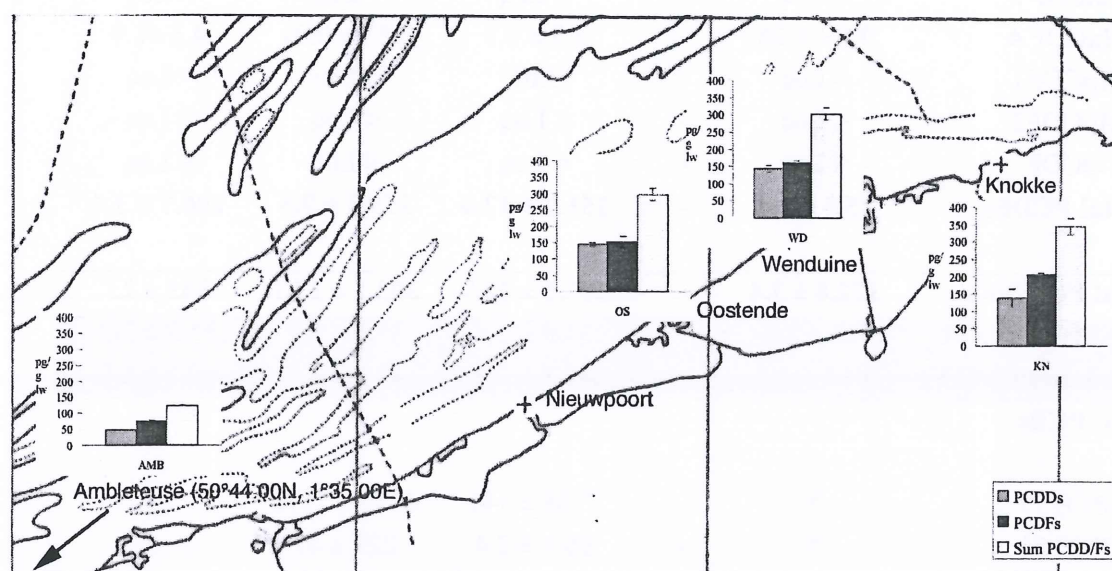 400
350
300
250
200
150
100
50
0
pg/
g
lw
WD
Knokke
400
350
300
250
200
150
100
50
0
pg/
g
lw
OS
Wenduine
400
350
300
250
200
150
100
50
0
pg/
g
lw
KN
Oostende
400
350
300
250
200
150
100
50
0
pg/
g
lw
AMB
Nieuwpoort
Ambleteuse (50°44.00N, 1°35.00E)
PCDDs
PCDFs
Sum PCDD/Fs